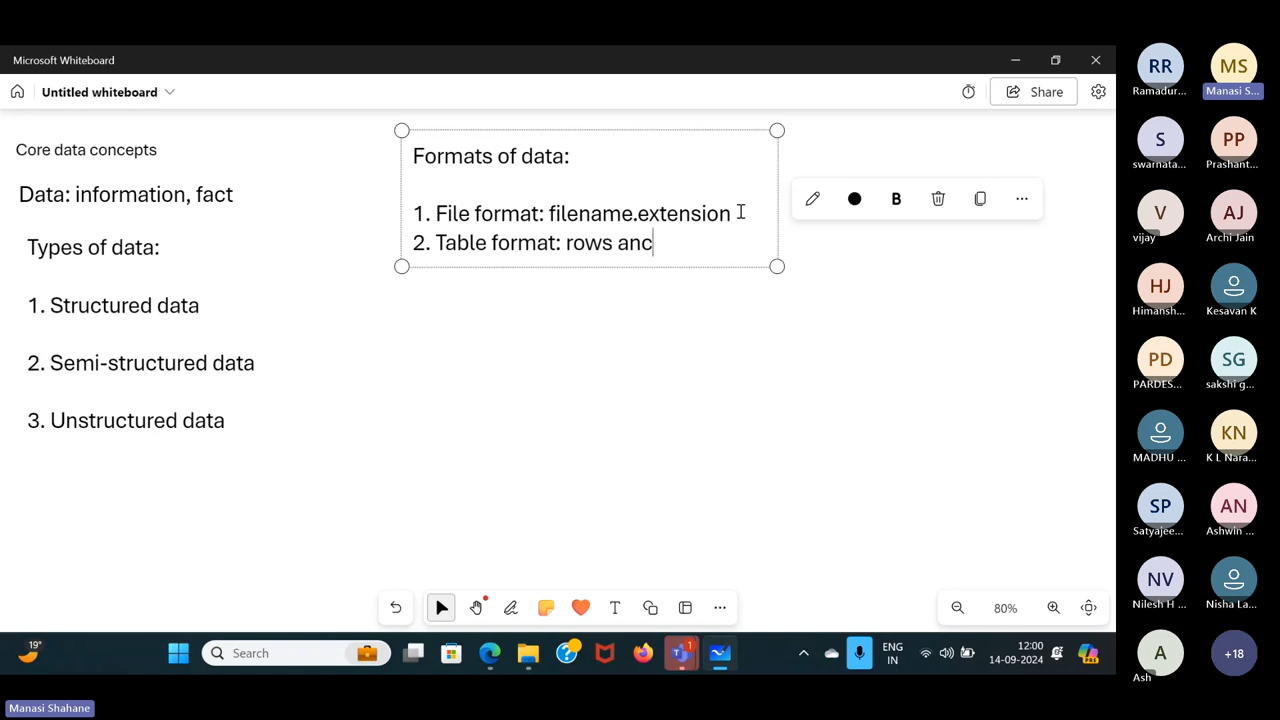 Microsoft Whiteboard
Untitled whiteboard
Share
Core data concepts
Data: information, fact
Types of data:
1. Structured data
2. Semi-structured data
3. Unstructured data
Formats of data:
1. File format: filename.extension
2. Table format: rows anc
B
80%
RR
Ramadur...
MS
Manasi S...
S
swarnata...
PP
Prashant...
V
vijay
AJ
Archi Jain
HJ
Himansh...
Kesavan K
PD
PARDES...
SG
sakshi g...
MADHU ...
KN
K L Nara...
SP
Satyajee...
AN
Ashwin ...
NV
Nilesh H ...
Nisha La...
A
Ash
+18
19°
Search
1
ENG
IN
12:00
14-09-2024
PRE
Manasi Shahane